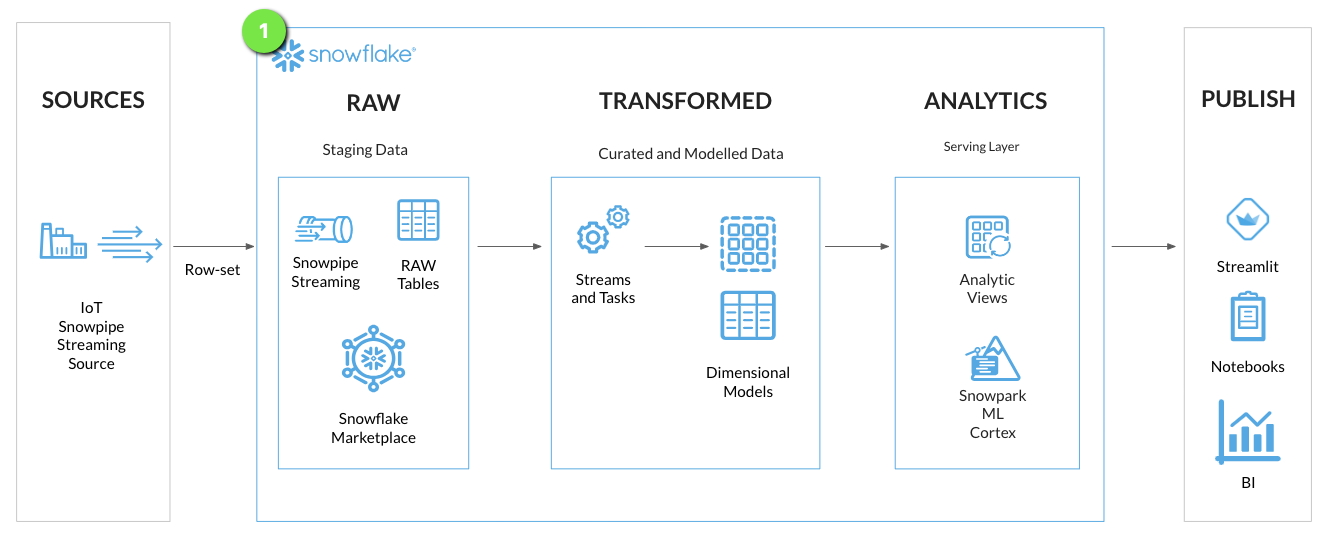 1
snowflake®
SOURCES
RAW
TRANSFORMED
ANALYTICS
PUBLISH
Staging Data
Curated and Modelled Data
Serving Layer
IoT
Snowpipe
Streaming
Source
Row-set
Snowpipe
Streaming
RAW
Tables
Snowflake
Marketplace
Streams
and Tasks
Dimensional
Models
Analytic
Views
Snowpark
ML
Cortex
Streamlit
Notebooks
BI